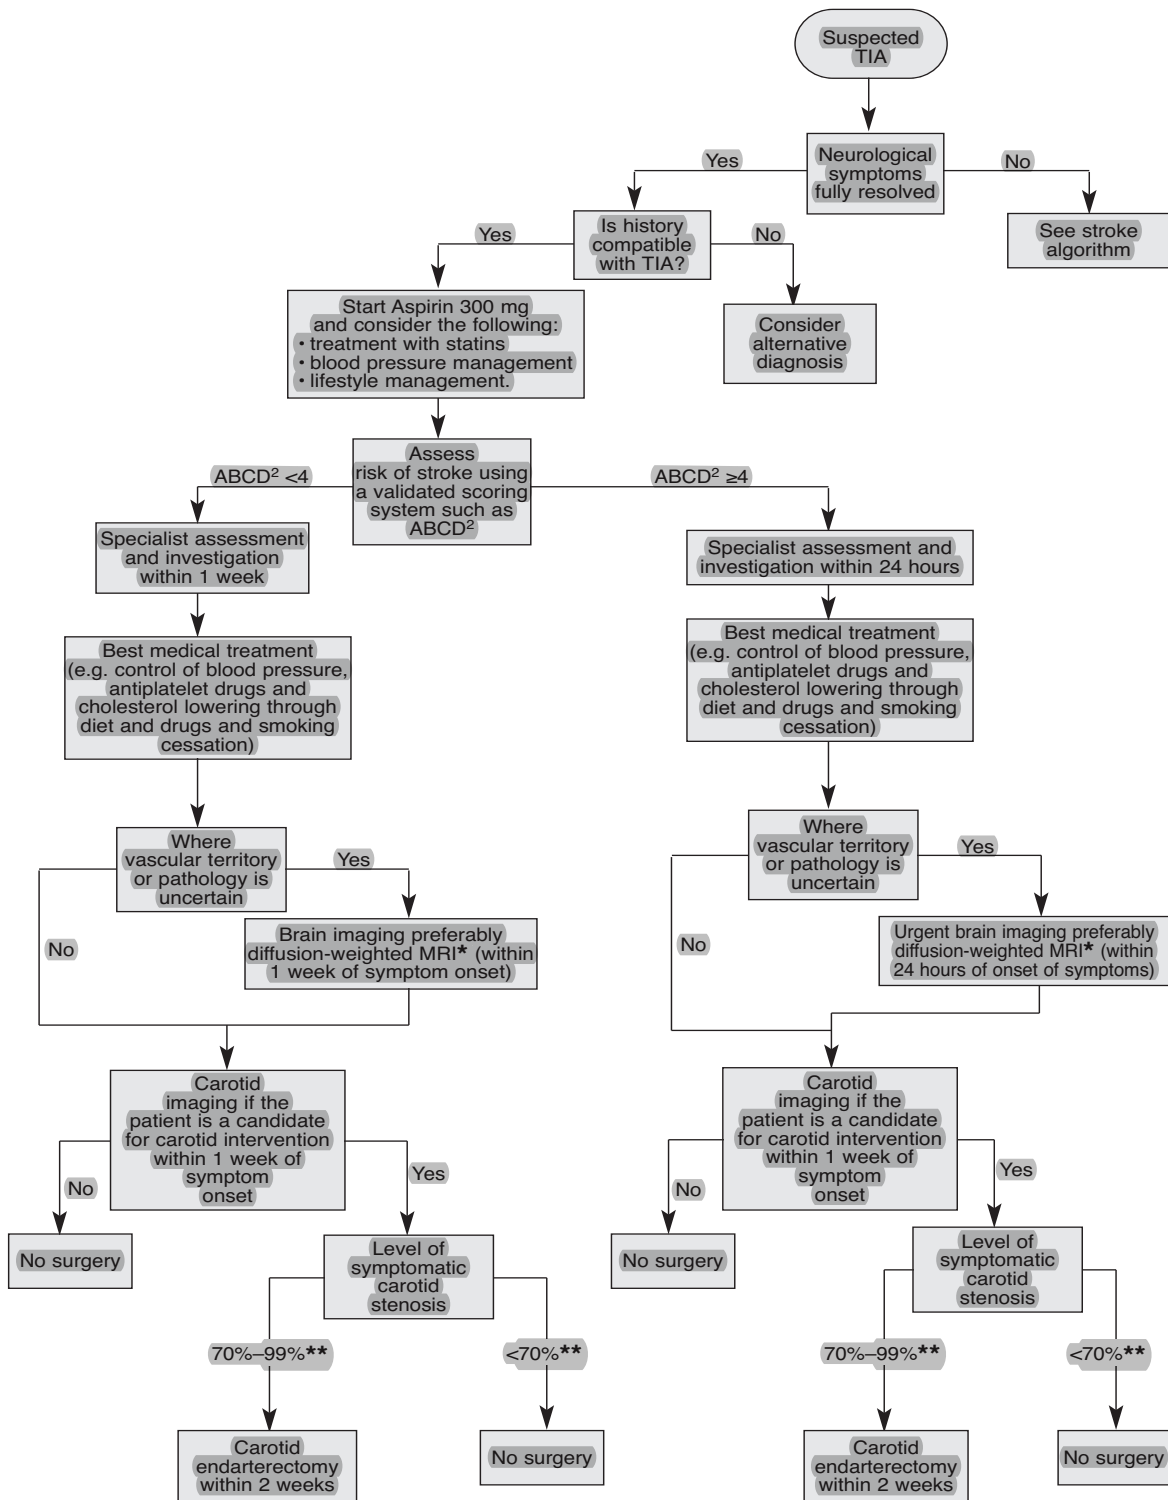 Suspected
TIA
Neurological
symptoms
fully resolved
Yes
No
Is history
compatible
with TIA?
See stroke
algorithm
Yes
No
Start Aspirin 300 mg
and consider the following:
• treatment with statins
• blood pressure management
• lifestyle management.
Consider
alternative
diagnosis
Assess
risk of stroke using
a validated scoring
system such as
ABCD²
ABCD² <4
ABCD² ≥4
Specialist assessment
and investigation
within 1 week
Specialist assessment and
investigation within 24 hours
Best medical treatment
(e.g. control of blood pressure,
antiplatelet drugs and
cholesterol lowering through
diet and drugs and smoking
cessation)
Best medical treatment
(e.g. control of blood pressure,
antiplatelet drugs and
cholesterol lowering through
diet and drugs and smoking
cessation)
Where
vascular territory
or pathology is
uncertain
Yes
No
Where
vascular territory
or pathology is
uncertain
Yes
No
Brain imaging preferably
diffusion-weighted MRI* (within
1 week of symptom onset)
Urgent brain imaging preferably
diffusion-weighted MRI* (within
24 hours of onset of symptoms)
Carotid
imaging if the
patient is a candidate
for carotid intervention
within 1 week of
symptom
onset
No
Yes
Carotid
imaging if the
patient is a candidate
for carotid intervention
within 1 week of
symptom
onset
No
Yes
No surgery
Level of
symptomatic
carotid
stenosis
No surgery
Level of
symptomatic
carotid
stenosis
70%–99%**
<70%**
70%–99%**
<70%**
Carotid
endarterectomy
within 2 weeks
No surgery
Carotid
endarterectomy
within 2 weeks
No surgery